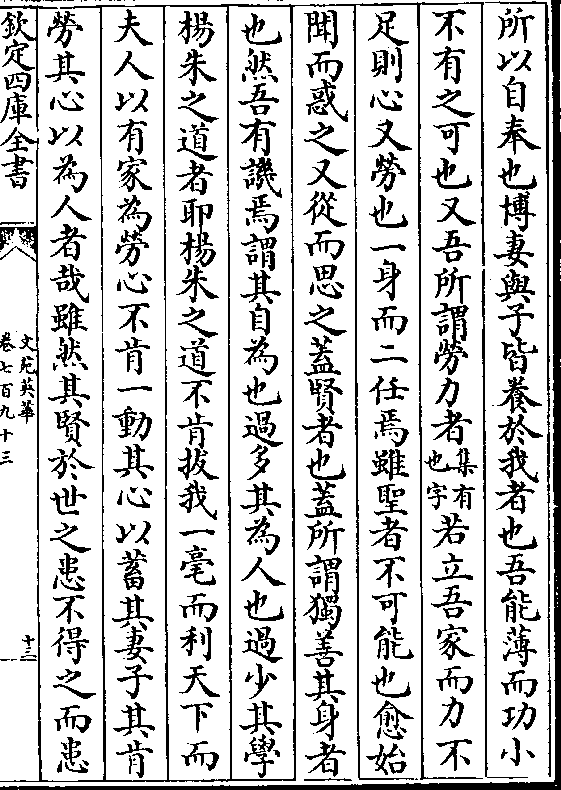 所以自奉也博妻與子皆養於我者也吾能薄而功小
不有之可也又吾所謂勞力者集有也字若立吾家而力不
足則心又勞也一身而二任焉雖聖者不可能也愈始
聞而惑之又從而思之蓋賢者也蓋所謂獨善其身者
也然吾有譏焉謂其自為也過多其為人也過少其學
楊朱之道者耶楊朱之道不肯拔我一毫而利天下而
夫人以有家為勞心不肯一動其心以蓄其妻子其肯
勞其心以為人者哉雖然其賢於世之患不得之而患
欽定四庫全書
文苑英華
卷七百九十三
十三